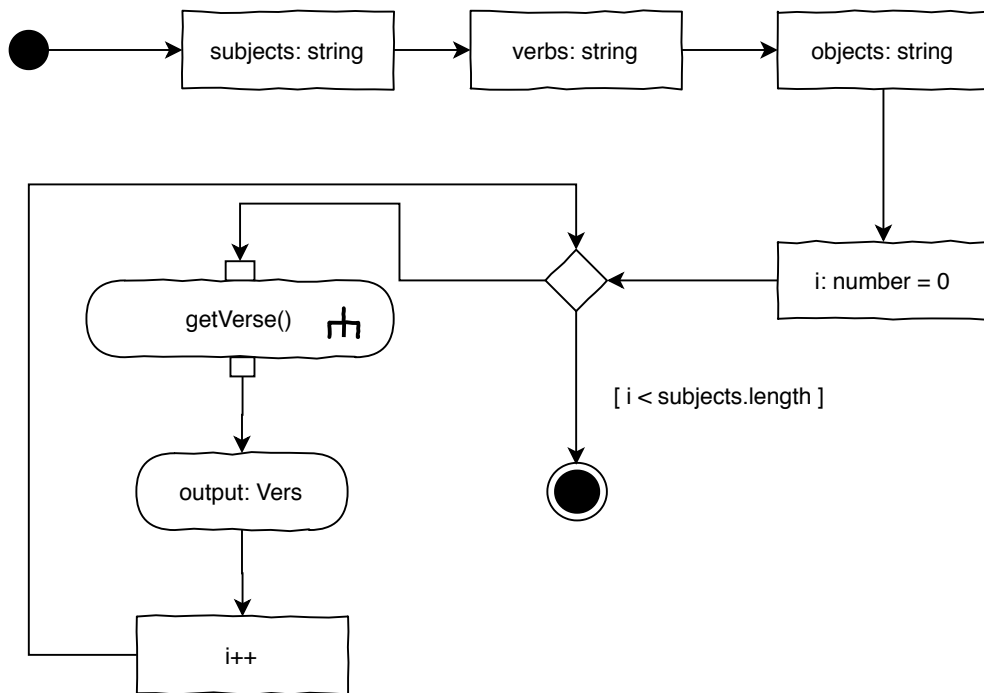 subjects: string
verbs: string
objects: string
i: number = 0
getVerse()
[ i < subjects.length ]
output: Vers
i++